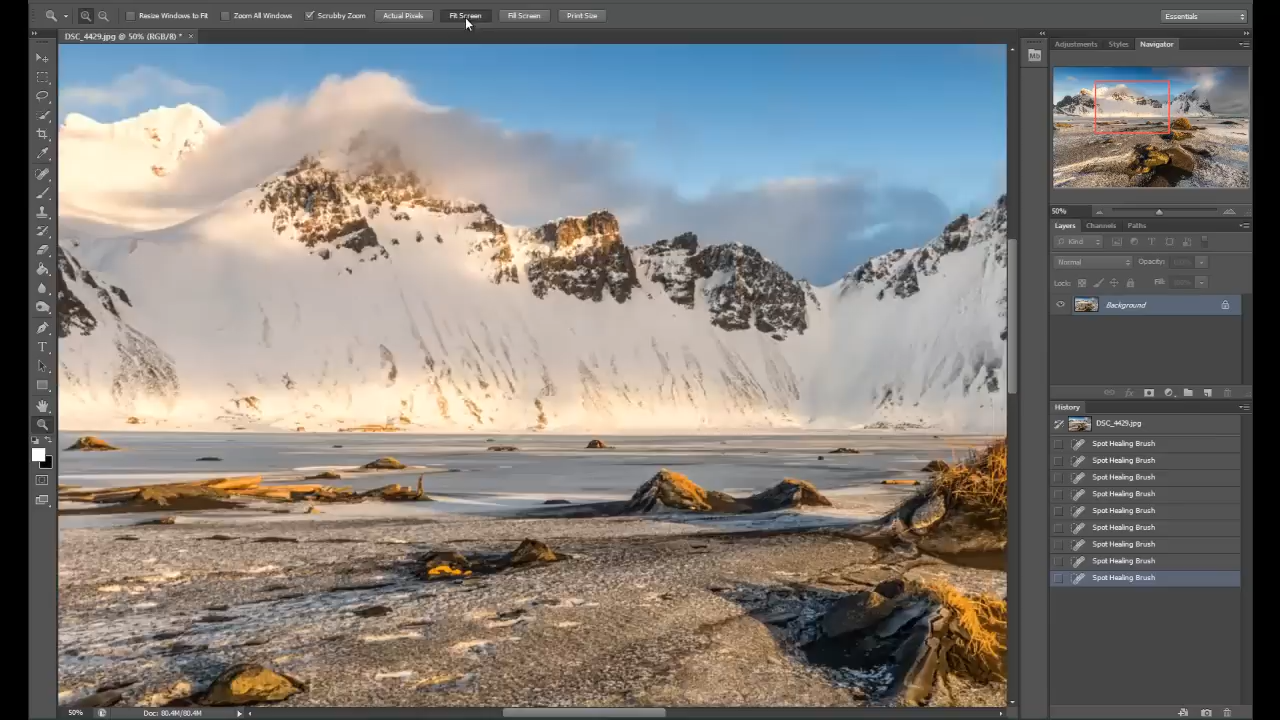 Resize Windows to Fit Zoom All Windows Scrubby Zoom Actual Pixels Fit Screen Fill Screen Print Size Essentials
DSC_4429.jpg @ 50% (RGB/8) * ×
Adjustments Styles Navigator
50%
Layers Channels Paths
Kind
Normal Opacity:
Lock: Fill:
Background
History
DSC_4429.jpg
Spot Healing Brush
Spot Healing Brush
Spot Healing Brush
Spot Healing Brush
Spot Healing Brush
Spot Healing Brush
Spot Healing Brush
Spot Healing Brush
Spot Healing Brush
50% Doc: 80.4M/80.4M